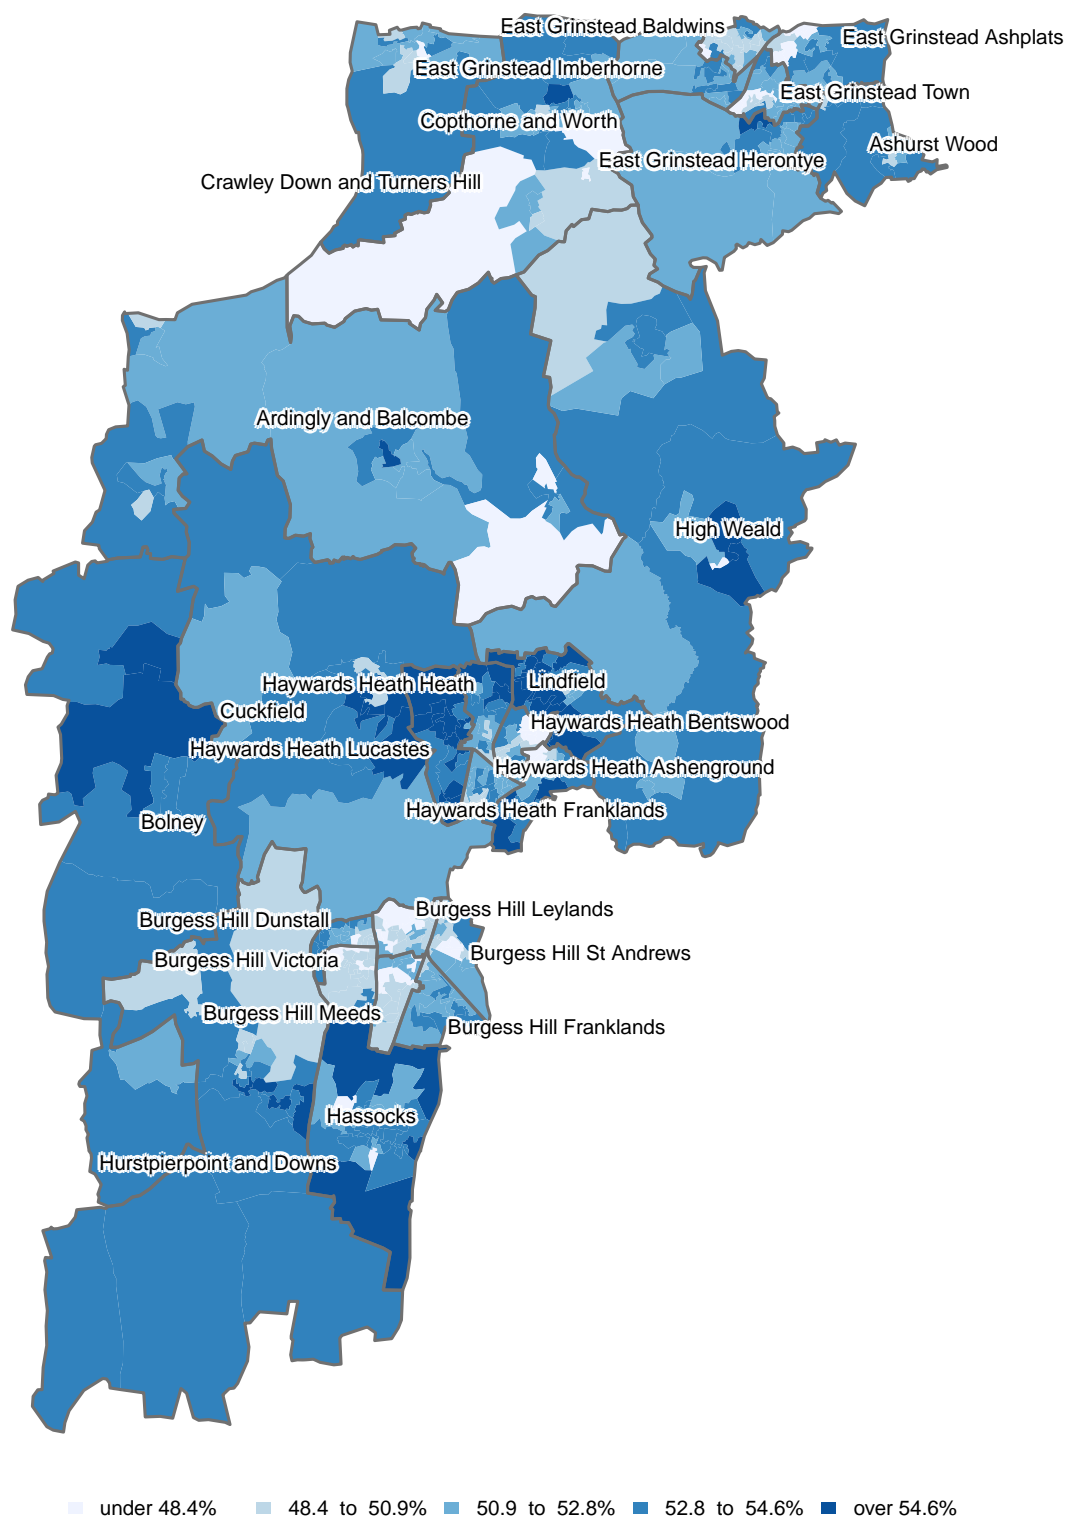 East Grinstead Baldwins
East Grinstead Ashplats
East Grinstead Imberhorne
East Grinstead Town
Copthorne and Worth
Ashurst Wood
East Grinstead Herontye
Crawley Down and Turners Hill
Ardingly and Balcombe
High Weald
Lindfield
Haywards Heath Heath
Cuckfield
Haywards Heath Bentswood
Haywards Heath Lucastes
Haywards Heath Ashenground
Haywards Heath Franklands
Bolney
Burgess Hill Leylands
Burgess Hill Dunstall
Burgess Hill St Andrews
Burgess Hill Victoria
Burgess Hill Meeds
Burgess Hill Franklands
Hassocks
Hurstpierpoint and Downs
under 48.4% 48.4 to 50.9% 50.9 to 52.8% 52.8 to 54.6% over 54.6%